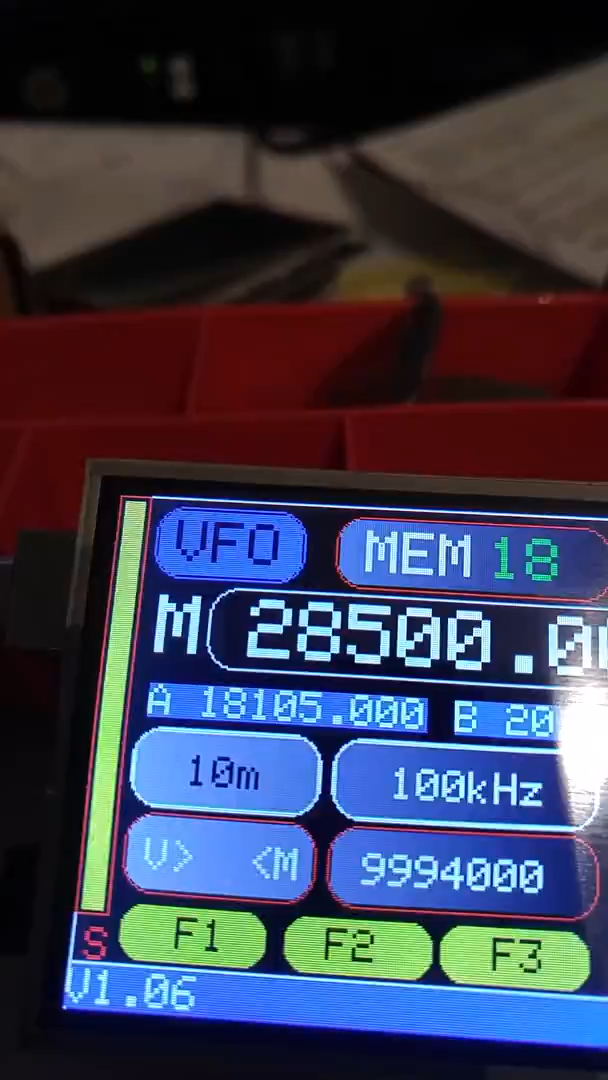 VFO MEM 18
M 28500.0
A 18105.000 B 20
10m 100kHz
V> <M 9994000
F1 F2 F3
S
V1.06